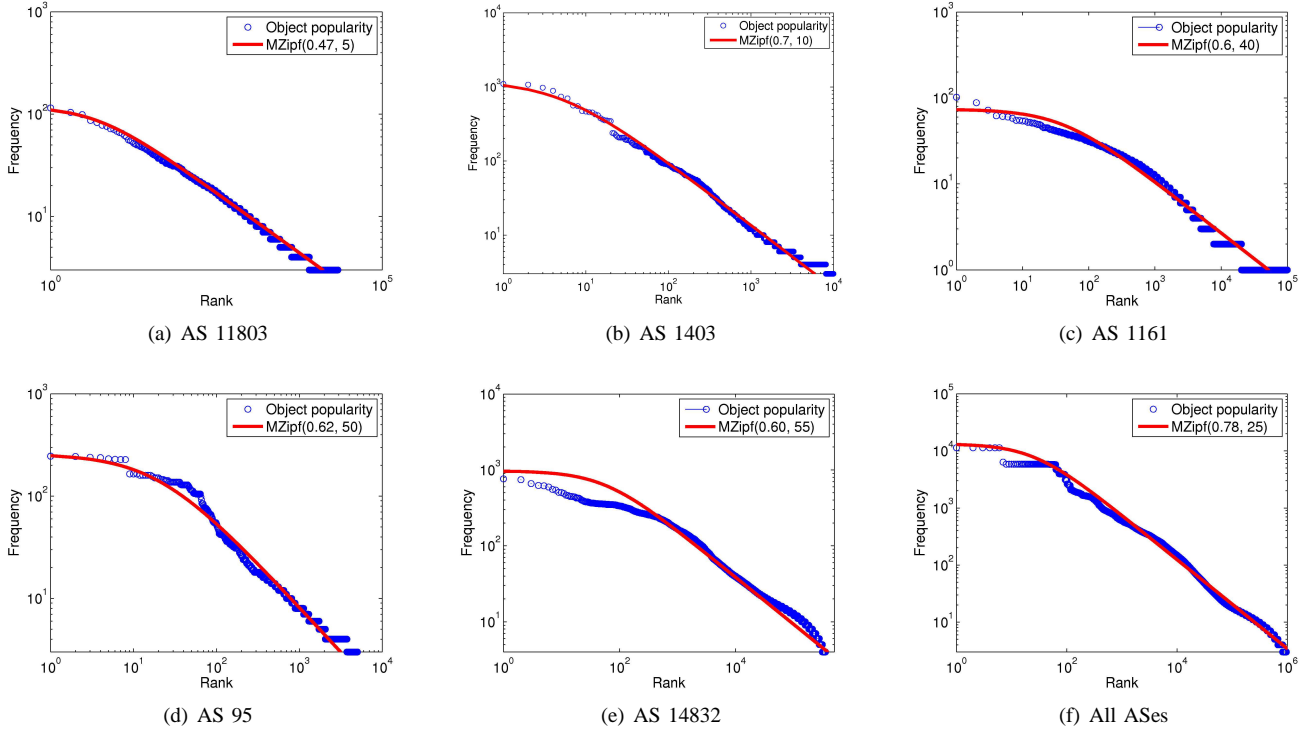 10^3
Object popularity
MZipf(0.47, 5)
10^2
Frequency
10^1
10^0
10^5
Rank
(a) AS 11803
10^4
Object popularity
MZipf(0.7, 10)
10^3
Frequency
10^2
10^1
10^0
10^1
10^2
10^3
10^4
Rank
(b) AS 1403
10^3
Object popularity
MZipf(0.6, 40)
10^2
Frequency
10^1
10^0
10^0
10^1
10^2
10^3
10^4
10^5
Rank
(c) AS 1161
10^3
Object popularity
MZipf(0.62, 50)
10^2
Frequency
10^1
10^0
10^1
10^2
10^3
10^4
Rank
(d) AS 95
10^4
Object popularity
MZipf(0.60, 55)
10^3
Frequency
10^2
10^1
10^0
10^2
10^4
Rank
(e) AS 14832
10^5
Object popularity
MZipf(0.78, 25)
10^4
Frequency
10^3
10^2
10^1
10^0
10^2
10^4
10^6
Rank
(f) All ASes